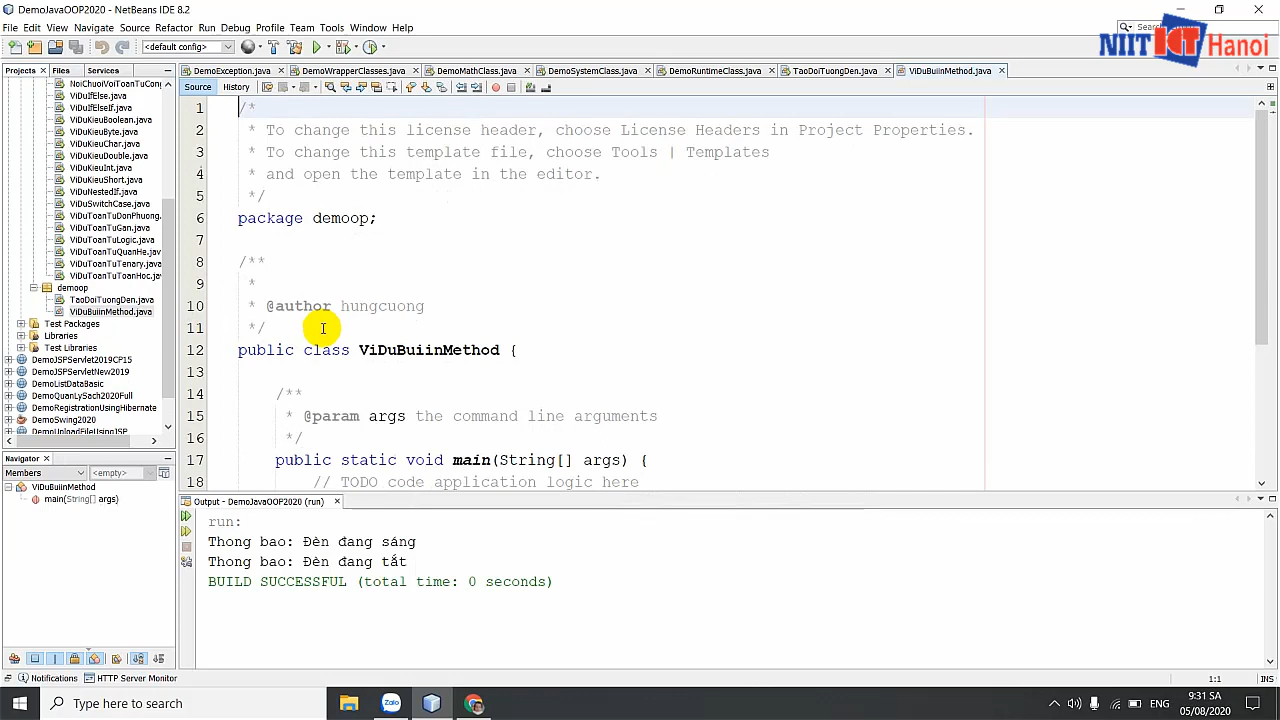 DemoJavaOOP2020 - NetBeans IDE 8.2
File Edit View Navigate Source Refactor Run Debug Profile Team Tools Window Help
<default config>
NIIT ICT Hanoi
Projects Files Services
DemoException.java DemoWrapperClasses.java DemoMathClass.java DemoSystemClass.java DemoRuntimeClass.java TaoDoiTuongDen.java ViDuBuiinMethod.java
Source History
NoiChuoiVoiToanTuCong
ViDuIfElse.java
ViDuIfElseIf.java
ViDuKieuBoolean.java
ViDuKieuByte.java
ViDuKieuChar.java
ViDuKieuDouble.java
ViDuKieuInt.java
ViDuKieuShort.java
ViDuNestedIf.java
ViDuSwitchCase.java
ViDuToanTuDonPhuong.
ViDuToanTuGan.java
ViDuToanTuLogic.java
ViDuToanTuQuanHe.java
ViDuToanTuTenary.java
ViDuToanTuToanHoc.jav
demoop
TaoDoiTuongDen.java
ViDuBuiinMethod.java
Test Packages
Libraries
Test Libraries
DemoJSPServlet2019CP15
DemoJSPServletNew2019
DemoListDataBasic
DemoQuanLySach2020Full
DemoRegistrationUsingHibernate
DemoSwing2020
DemoUploadFileUsingJSP
1 /*
2 * To change this license header, choose License Headers in Project Properties.
3 * To change this template file, choose Tools | Templates
4 * and open the template in the editor.
5 */
6 package demoop;
7
8 /**
9 *
10 * @author hungcuong
11 */
12 public class ViDuBuiinMethod {
13
14 /**
15 * @param args the command line arguments
16 */
17 public static void main(String[] args) {
18 // TODO code application logic here
Navigator
Members <empty>
ViDuBuiinMethod
main(String[] args)
Output - DemoJavaOOP2020 (run)
run:
Thong bao: Đèn đang sáng
Thong bao: Đèn đang tắt
BUILD SUCCESSFUL (total time: 0 seconds)
Notifications HTTP Server Monitor
1:1 INS
Type here to search
ENG
9:31 SA
05/08/2020